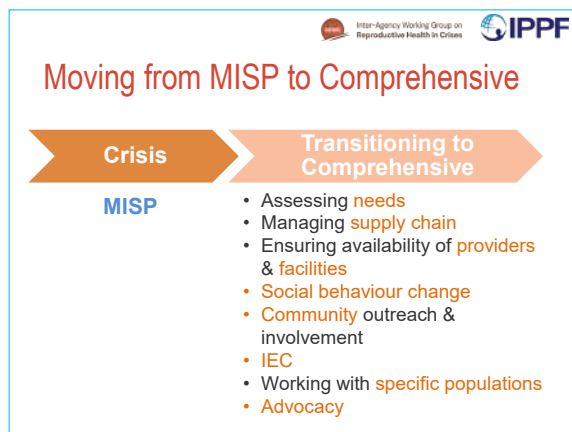 Inter-Agency Working Group on
Reproductive Health in Crises
IPPF
Moving from MISP to Comprehensive
Crisis
Transitioning to
Comprehensive
MISP
• Assessing needs
• Managing supply chain
• Ensuring availability of providers
& facilities
• Social behaviour change
• Community outreach &
involvement
• IEC
• Working with specific populations
• Advocacy